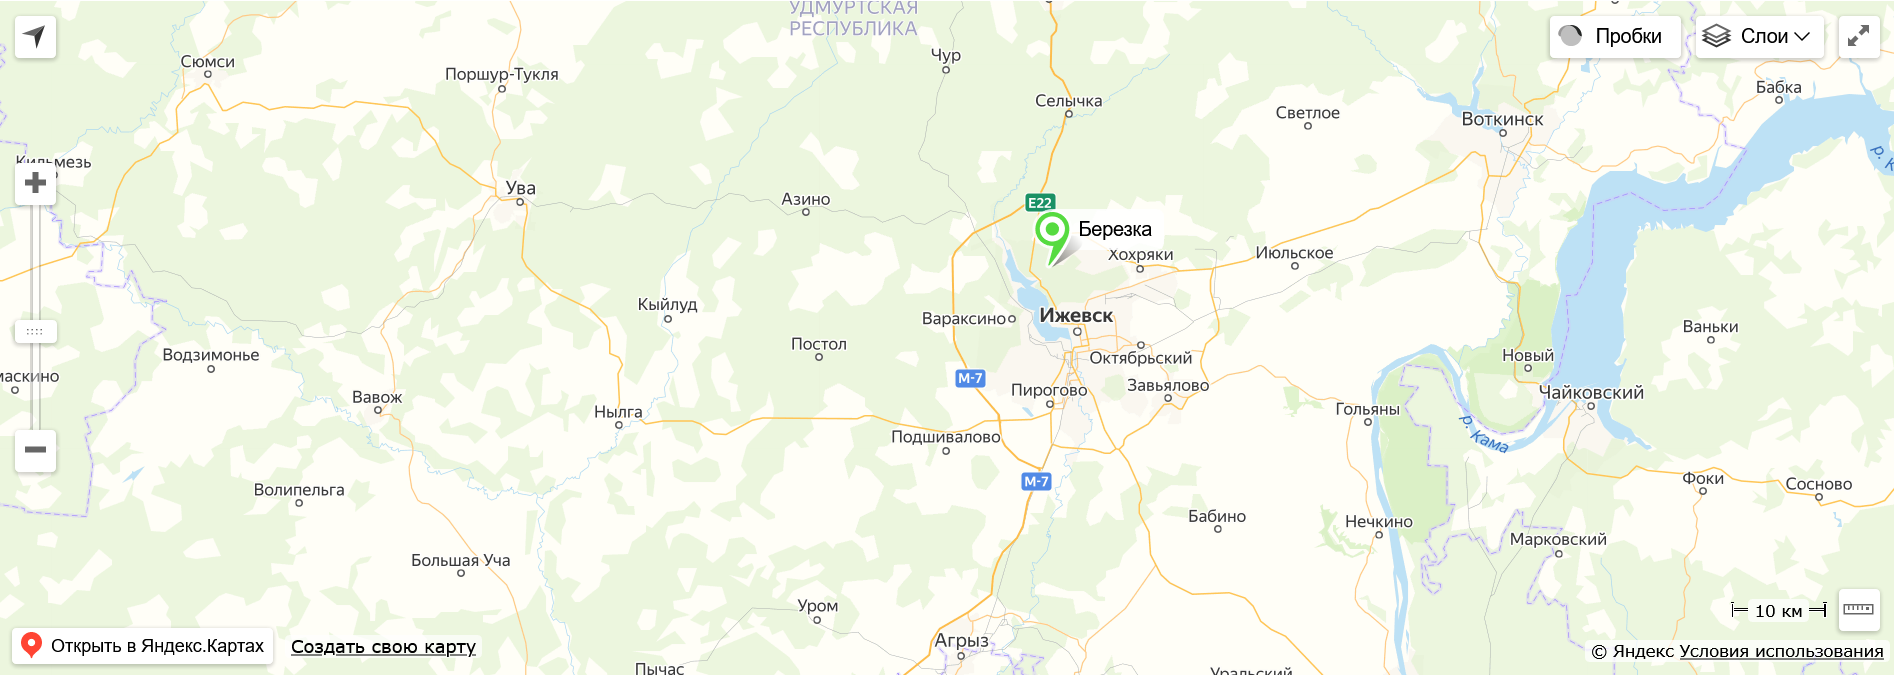 УДМУРТСКАЯ
РЕСПУБЛИКА
Пробки
Слои
Сюмси
Поршур-Тукля
Чур
Селычка
Светлое
Бабка
Воткинск
Кильмезь
р. К
Ува
Азино
E22
Березка
Хохряки
Июльское
Кыйлуд
Вараксино
Ижевск
Ваньки
Водзимонье
Постол
Октябрьский
Новый
маскино
М-7
Пирогово
Завьялово
Чайковский
Вавож
Нылга
Гольяны
Подшивалово
р. Кама
М-7
Фоки
Сосново
Волипельга
Бабино
Нечкино
Марковский
Большая Уча
Уром
10 км
Агрыз
Открыть в Яндекс.Картах
Создать свою карту
© Яндекс Условия использования
Пычас
Уральский